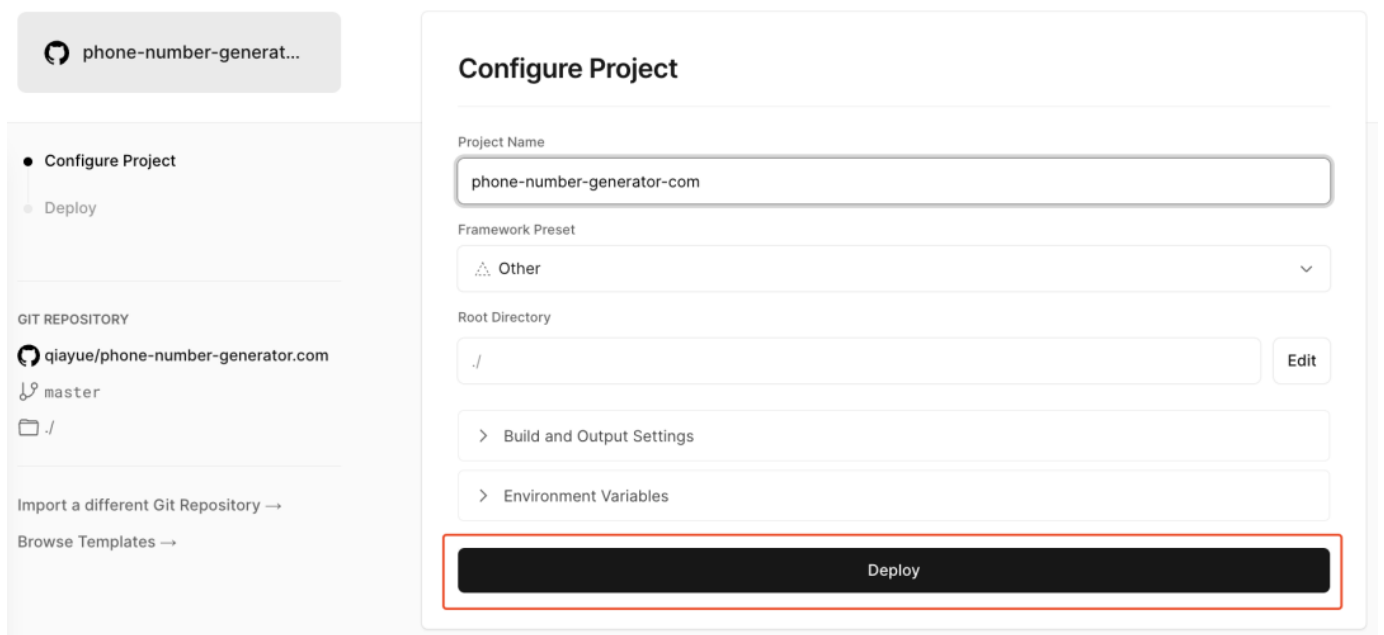 phone-number-generat...
Configure Project
Deploy
GIT REPOSITORY
qiayue/phone-number-generator.com
master
./
Import a different Git Repository →
Browse Templates →
Configure Project
Project Name
phone-number-generator-com
Framework Preset
Other
Root Directory
./
Edit
Build and Output Settings
Environment Variables
Deploy